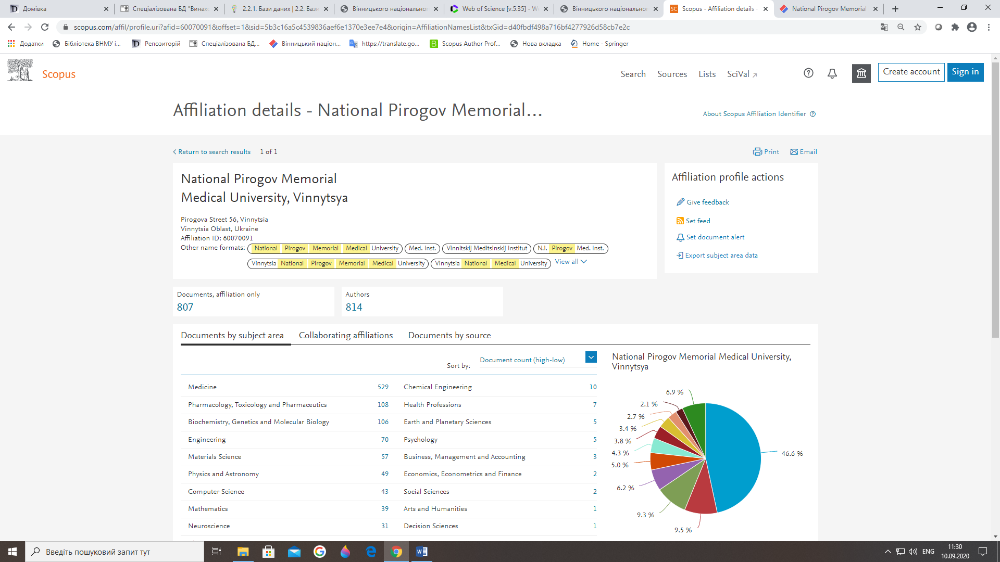 Домівка
Спеціалізована БД "Винахо
2.2.1. Бази даних | 2.2. Бази
Вінницького національног
Web of Science [v.5.35] - W
Вінницького національног
Scopus - Affiliation details -
National Pirogov Memorial
scopus.com/affil/profile.uri?afid=60070091&offset=1&sid=5b3c16a5c4539836aef6e1370e3ee7e4&origin=AffiliationNamesList&txGid=d40fbdf498a716bf4277926d58cb7e2c
Додатки
Бібліотека ВНМУ і...
Репозиторій
Спеціалізована БД...
Вінницький націон...
https://translate.go...
Scopus Author Prof...
Нова вкладка
Home - Springer
Scopus
Search
Sources
Lists
SciVal
Create account
Sign in
Affiliation details - National Pirogov Memorial...
About Scopus Affiliation Identifier
Return to search results
1 of 1
Print
Email
National Pirogov Memorial
Medical University, Vinnytsya
Pirogova Street 56, Vinnytsia
Vinnytsia Oblast, Ukraine
Affiliation ID: 60070091
Other name formats: National Pirogov Memorial Medical University Med. Inst. Vinnitskij Meditsinskij Institut N.i. Pirogov Med. Inst.
Vinnytsia National Pirogov Memorial Medical University Vinnytsia National Medical University View all
Affiliation profile actions
Give feedback
Set feed
Set document alert
Export subject area data
Documents, affiliation only
807
Authors
814
Documents by subject area
Collaborating affiliations
Documents by source
Sort by:
Document count (high-low)
Medicine 529
Pharmacology, Toxicology and Pharmaceutics 108
Biochemistry, Genetics and Molecular Biology 106
Engineering 70
Materials Science 57
Physics and Astronomy 49
Computer Science 43
Mathematics 39
Neuroscience 31
Chemical Engineering 10
Health Professions 7
Earth and Planetary Sciences 5
Psychology 5
Business, Management and Accounting 3
Economics, Econometrics and Finance 2
Social Sciences 2
Arts and Humanities 1
Decision Sciences 1
National Pirogov Memorial Medical University,
Vinnytsya
6.9 %
2.1 %
2.7 %
3.4 %
3.8 %
4.3 %
5.0 %
6.2 %
9.3 %
9.5 %
46.6 %
Введіть пошуковий запит тут
ENG
11:30
10.09.2020